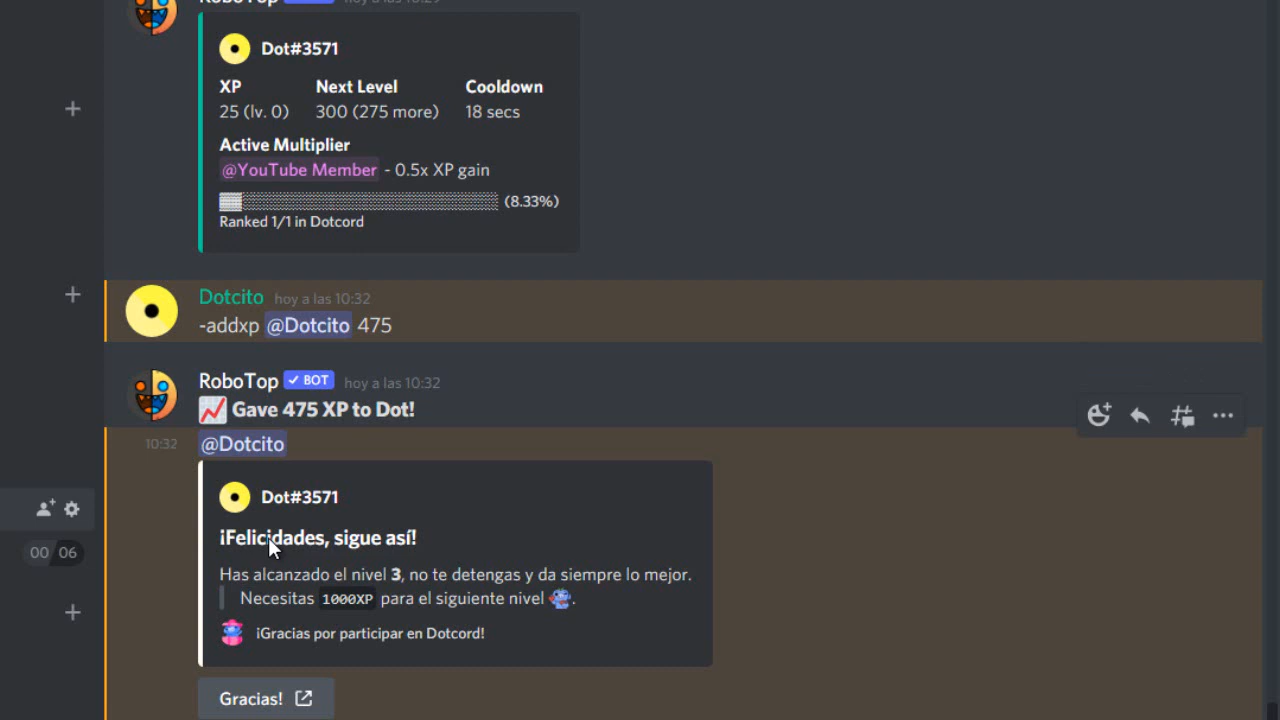 RoboTop BOT hoy a las 10:29
Dot#3571
XP Next Level Cooldown
25 (lv. 0) 300 (275 more) 18 secs
Active Multiplier
@YouTube Member - 0.5x XP gain
(8.33%)
Ranked 1/1 in Dotcord
Dotcito hoy a las 10:32
-addxp @Dotcito 475
RoboTop BOT hoy a las 10:32
Gave 475 XP to Dot!
10:32 @Dotcito
Dot#3571
¡Felicidades, sigue así!
Has alcanzado el nivel 3, no te detengas y da siempre lo mejor.
Necesitas 1000XP para el siguiente nivel .
¡Gracias por participar en Dotcord!
00 06
Gracias!